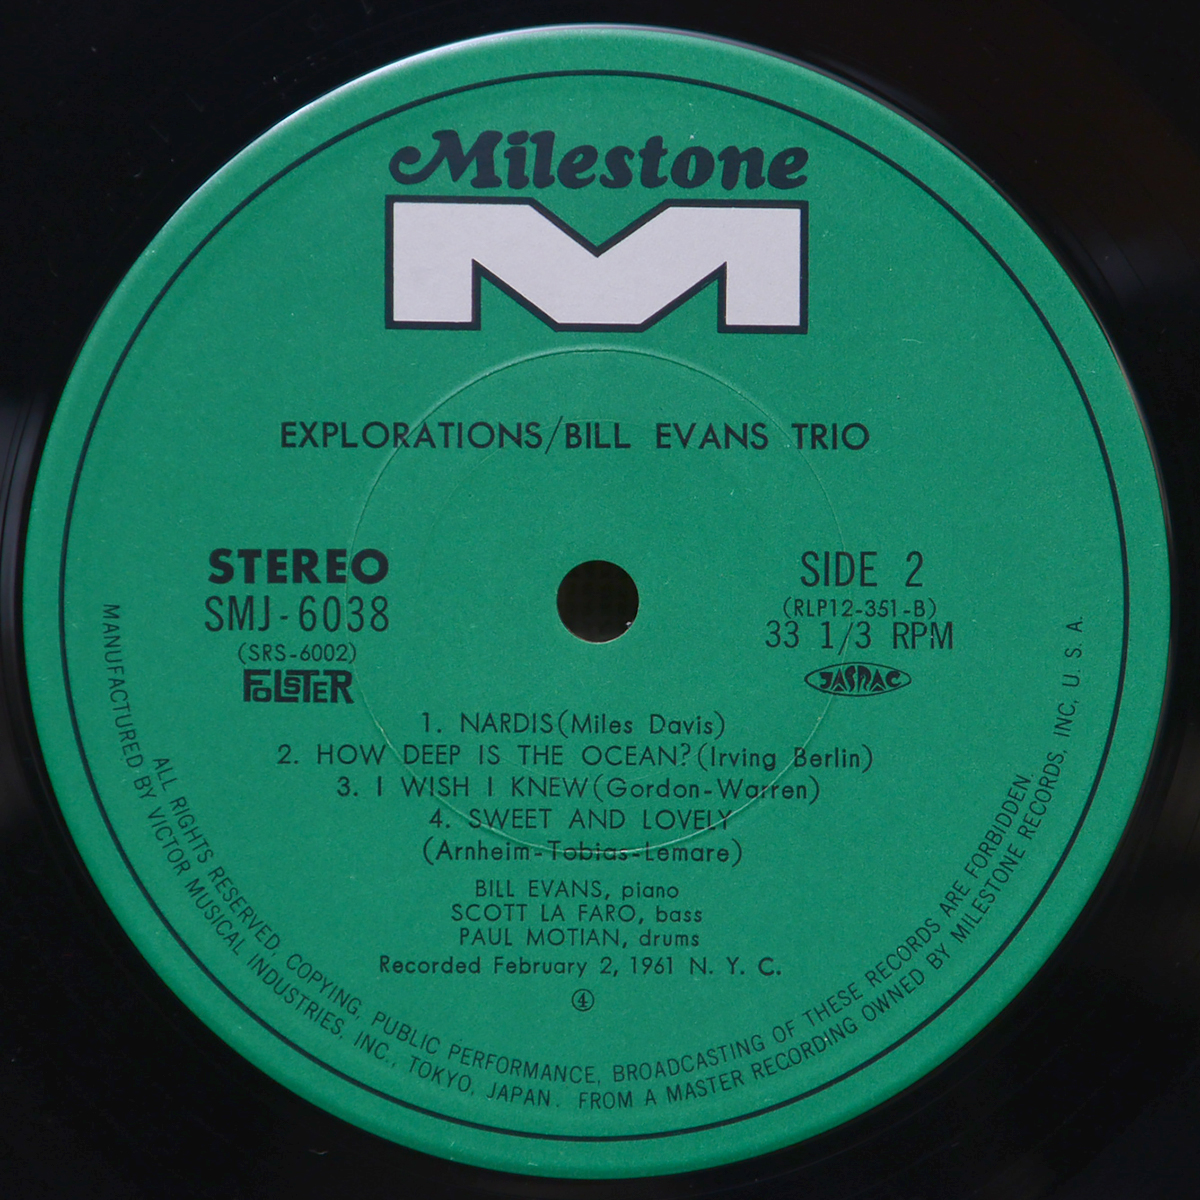 Milestone
M
EXPLORATIONS/BILL EVANS TRIO
STEREO
SMJ-6038
(SRS-6002)
FOLSTER
SIDE 2
(RLP12-351-B)
33 1/3 RPM
JASRAC
1. NARDIS(Miles Davis)
2. HOW DEEP IS THE OCEAN?(Irving Berlin)
3. I WISH I KNEW(Gordon-Warren)
4. SWEET AND LOVELY
(Arnheim-Tobias-Lemare)
BILL EVANS, piano
SCOTT LA FARO, bass
PAUL MOTIAN, drums
Recorded February 2, 1961 N. Y. C.
④
ALL RIGHTS RESERVED. COPYING, PUBLIC PERFORMANCE, BROADCASTING OF THESE RECORDS ARE FORBIDDEN
MANUFACTURED BY VICTOR MUSICAL INDUSTRIES, INC., TOKYO, JAPAN. FROM A MASTER RECORDING OWNED BY MILESTONE RECORDS, INC, U. S. A.